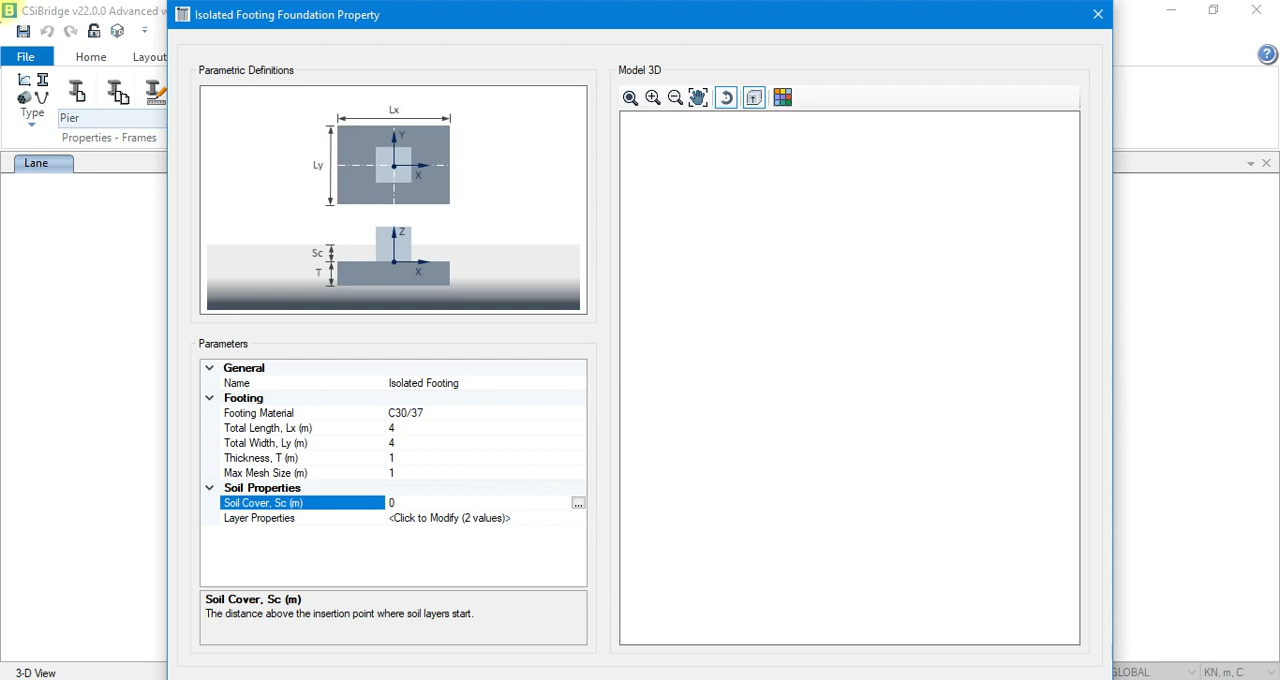 CSiBridge v22.0.0 Advanced w
Isolated Footing Foundation Property
File
Home
Layout
Type
Pier
Properties - Frames
Lane
Parametric Definitions
Lx
Ly
Y
X
Z
Sc
T
X
Parameters
General
Name Isolated Footing
Footing
Footing Material C30/37
Total Length, Lx (m) 4
Total Width, Ly (m) 4
Thickness, T (m) 1
Max Mesh Size (m) 1
Soil Properties
Soil Cover, Sc (m) 0 ...
Layer Properties <Click to Modify (2 values)>
Soil Cover, Sc (m)
The distance above the insertion point where soil layers start.
Model 3D
3-D View
GLOBAL
KN, m, C